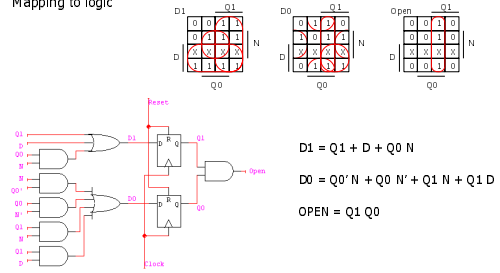 Mapping to logic
D1 Q1
0 0 1 1
0 1 1 1
X X X X
1 1 1 1
D N
Q0
D0 Q1
0 1 1 0
1 0 1 1
X X X X
0 1 1 1
D N
Q0
Open Q1
0 0 1 0
0 0 1 0
X X X X
0 0 1 0
D N
Q0
Reset
Q1
D
Q0
N
D1
D R Q
Q1
Open
N
Q0'
Q0
N'
Q1
N
Q1
D
D0
D R Q
Q0
Clock
D1 = Q1 + D + Q0 N
D0 = Q0' N + Q0 N' + Q1 N + Q1 D
OPEN = Q1 Q0